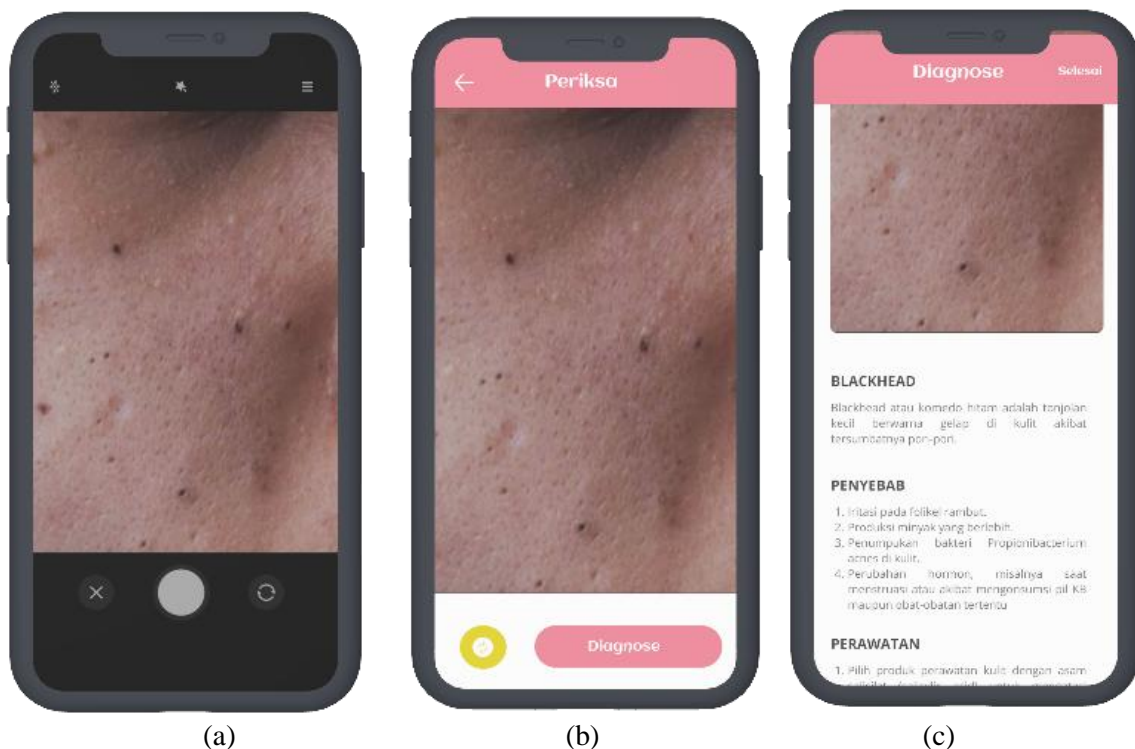 Periksa
Diagnose
Diagnose
Selesai
BLACKHEAD
Blackhead atau komedo hitam adalah tonjolan
kecil berwarna gelap di kulit akibat
tersumbatnya pori-pori.
PENYEBAB
1. Iritasi pada folikel rambut.
2. Produksi minyak yang berlebih.
3. Penumpukan bakteri Propionibacterium
acnes di kulit.
4. Perubahan hormon, misalnya saat
menstruasi atau akibat mengonsumsi pil KB
maupun obat-obatan tertentu
PERAWATAN
1. Pilih produk perawatan kulit dengan asam
(a)
(b)
(c)